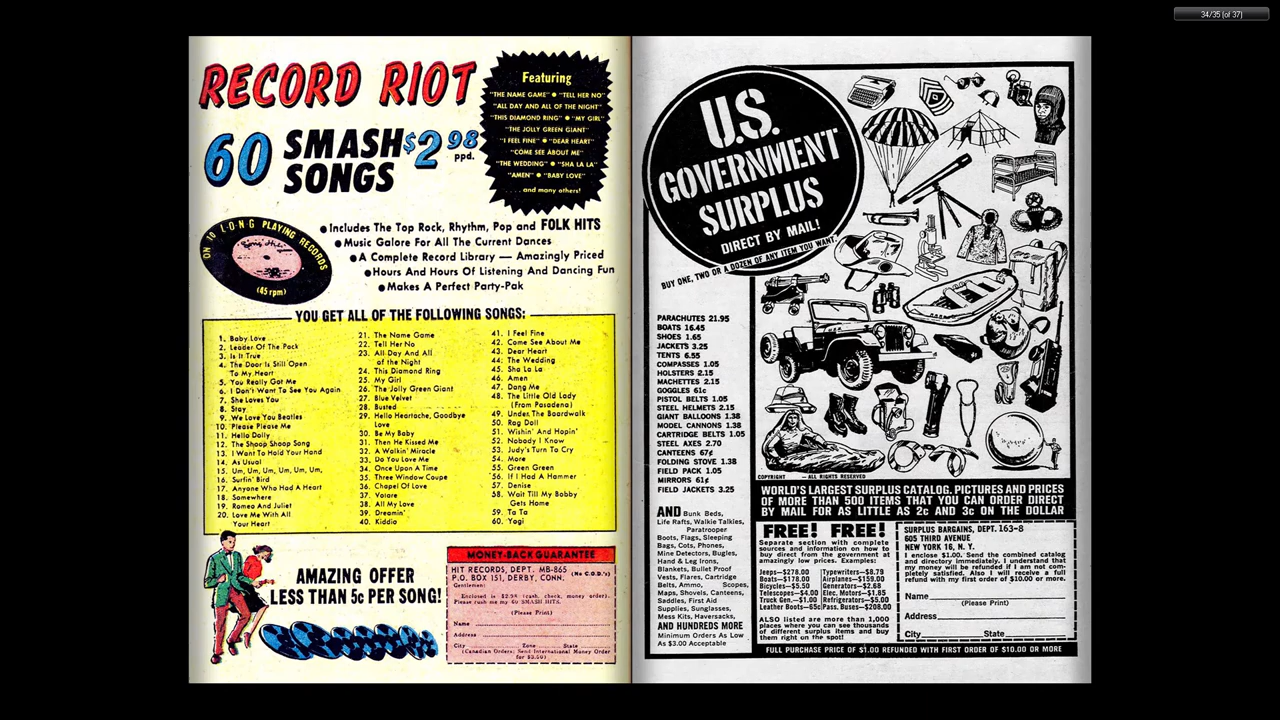 34/35 (of 37)
RECORD RIOT
60 SMASH SONGS $2.98 ppd.
Featuring
"THE NAME GAME" ● "TELL HER NO"
"ALL DAY AND ALL OF THE NIGHT"
"THIS DIAMOND RING" ● "MY GIRL"
"THE JOLLY GREEN GIANT"
"I FEEL FINE" ● "DEAR HEART"
"COME SEE ABOUT ME"
"THE WEDDING" ● "SHA LA LA"
"AMEN" ● "BABY LOVE"
. . . . and many others!
ON 10 L-O-N-G PLAYING RECORDS
(45 rpm)
● Includes The Top Rock, Rhythm, Pop and FOLK HITS
● Music Galore For All The Current Dances
● A Complete Record Library — Amazingly Priced
● Hours And Hours Of Listening And Dancing Fun
● Makes A Perfect Party-Pak
YOU GET ALL OF THE FOLLOWING SONGS:
1. Baby Love
2. Leader Of The Pack
3. Is It True
4. The Door Is Still Open
To My Heart
5. You Really Got Me
6. I Don't Want To See You Again
7. She Loves You
8. Stay
9. We Love You Beatles
10. Please Please Me
11. Hello Dolly
12. The Shoop Shoop Song
13. I Want To Hold Your Hand
14. As Usual
15. Um, Um, Um, Um, Um, Um,
16. Surfin' Bird
17. Anyone Who Had A Heart
18. Somewhere
19. Romeo And Juliet
20. Love Me With All
Your Heart
21. The Name Game
22. Tell Her No
23. All Day And All
of the Night
24. This Diamond Ring
25. My Girl
26. The Jolly Green Giant
27. Blue Velvet
28. Busted
29. Hello Heartache, Goodbye
Love
30. Be My Baby
31. Then He Kissed Me
32. A Walkin' Miracle
33. Do You Love Me
34. Once Upon A Time
35. Three Window Coupe
36. Chapel Of Love
37. Volare
38. All My Love
39. Dreamin'
40. Kiddio
41. I Feel Fine
42. Come See About Me
43. Dear Heart
44. The Wedding
45. Sha La La
46. Amen
47. Dang Me
48. The Little Old Lady
(From Pasadena)
49. Under The Boardwalk
50. Rag Doll
51. Wishin' And Hopin'
52. Nobody I Know
53. Judy's Turn To Cry
54. More
55. Green Green
56. If I Had A Hammer
57. Denise
58. Wait Till My Bobby
Gets Home
59. Ta Ta
60. Yogi
AMAZING OFFER
LESS THAN 5c PER SONG!
MONEY-BACK GUARANTEE
HIT RECORDS, DEPT. MB-865 (No C.O.D.'s)
P.O. BOX 151, DERBY, CONN.
Gentlemen:
Enclosed is $2.98 (cash, check, money order).
Please rush me my 60 SMASH HITS.
(Please Print)
Name
Address
City Zone State
(Canadian Orders: Send International Money Order
for $3.50)
U.S.
GOVERNMENT
SURPLUS
DIRECT BY MAIL!
BUY ONE, TWO OR A DOZEN OF ANY ITEM YOU WANT.
PARACHUTES 21.95
BOATS 16.45
SHOES 1.65
JACKETS 3.25
TENTS 6.55
COMPASSES 1.05
HOLSTERS 2.15
MACHETTES 2.15
GOGGLES 61c
PISTOL BELTS 1.05
STEEL HELMETS 2.15
GIANT BALLOONS 1.38
MODEL CANNONS 1.38
CARTRIDGE BELTS 1.05
STEEL AXES 2.70
CANTEENS 67¢
FOLDING STOVE 1.38
FIELD PACK 1.05
MIRRORS 61¢
FIELD JACKETS 3.25
AND Bunk Beds,
Life Rafts, Walkie Talkies,
Paratrooper
Boots, Flags, Sleeping
Bags, Cots, Phones,
Mine Detectors, Bugles,
Hand & Leg Irons,
Blankets, Bullet Proof
Vests, Flares, Cartridge
Belts, Ammo, Scopes,
Maps, Shovels, Canteens,
Saddles, First Aid
Supplies, Sunglasses,
Mess Kits, Haversacks,
AND HUNDREDS MORE
Minimum Orders As Low
As $3.00 Acceptable
COPYRIGHT — ALL RIGHTS RESERVED
WORLD'S LARGEST SURPLUS CATALOG. PICTURES AND PRICES
OF MORE THAN 500 ITEMS THAT YOU CAN ORDER DIRECT
BY MAIL FOR AS LITTLE AS 2c AND 3c ON THE DOLLAR
FREE! FREE!
Separate section with complete
sources and information on how to
buy direct from the government at
amazingly low prices. Examples:
Jeeps—$278.00
Boats—$178.00
Bicycles—$5.50
Telescopes—$4.00
Truck Gen.—$1.00
Leather Boots—65c
Typewriters—$8.79
Airplanes—$159.00
Generators—$2.68
Elec. Motors—$1.85
Refrigerators—$5.00
Pass. Buses—$208.00
ALSO listed are more than 1,000
places where you can see thousands
of different surplus items and buy
them right on the spot!
SURPLUS BARGAINS, DEPT. 163-8
605 THIRD AVENUE
NEW YORK 16, N. Y.
I enclose $1.00. Send the combined catalog
and directory immediately. I understand that
my money will be refunded if I am not com-
pletely satisfied. Also I will receive a full
refund with my first order of $10.00 or more.
Name
(Please Print)
Address
City State
FULL PURCHASE PRICE OF $1.00 REFUNDED WITH FIRST ORDER OF $10.00 OR MORE